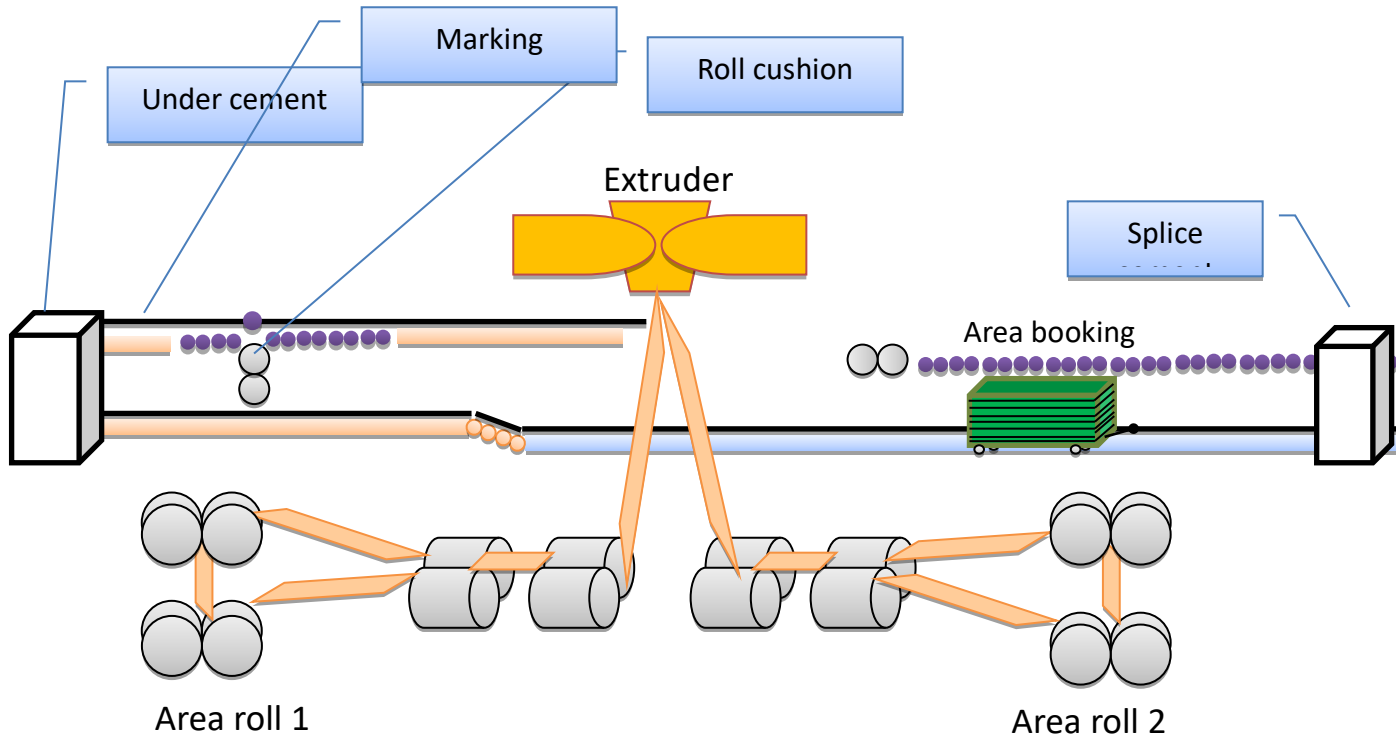 Marking
Roll cushion
Under cement
Extruder
Splice
Area booking
Area roll 1
Area roll 2